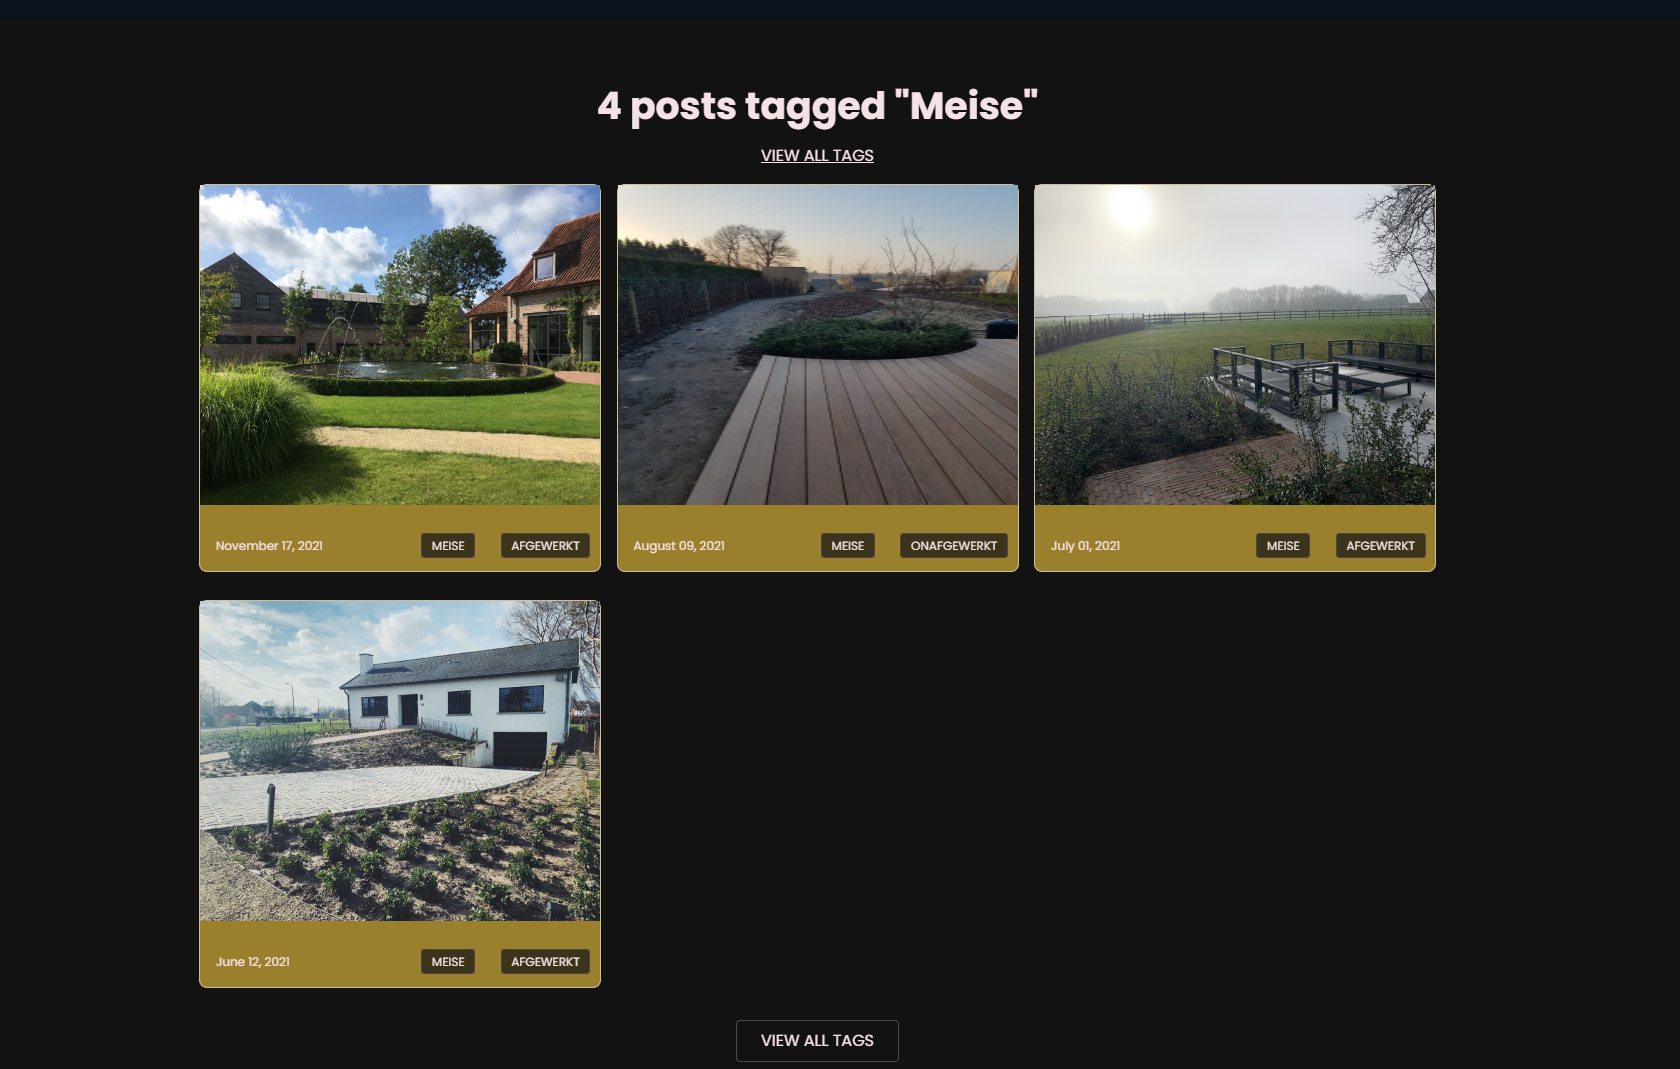 4 posts tagged "Meise"
VIEW ALL TAGS
November 17, 2021 MEISE AFGEWERKT
August 09, 2021 MEISE ONAFGEWERKT
July 01, 2021 MEISE AFGEWERKT
June 12, 2021 MEISE AFGEWERKT
VIEW ALL TAGS